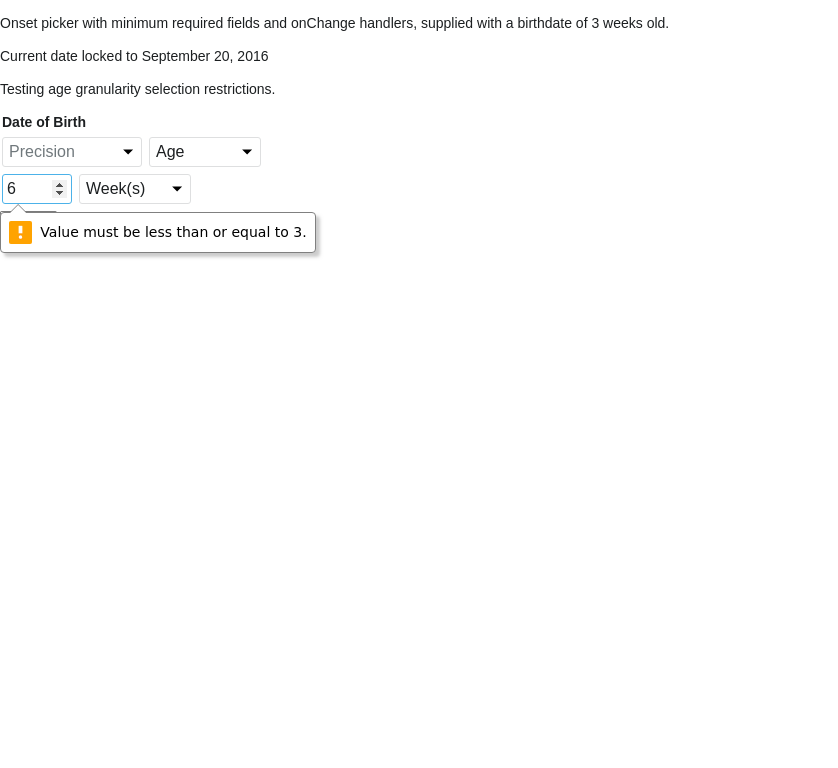 Onset picker with minimum required fields and onChange handlers, supplied with a birthdate of 3 weeks old.
Current date locked to September 20, 2016
Testing age granularity selection restrictions.
Date of Birth
Precision Age
6 Week(s)
Value must be less than or equal to 3.